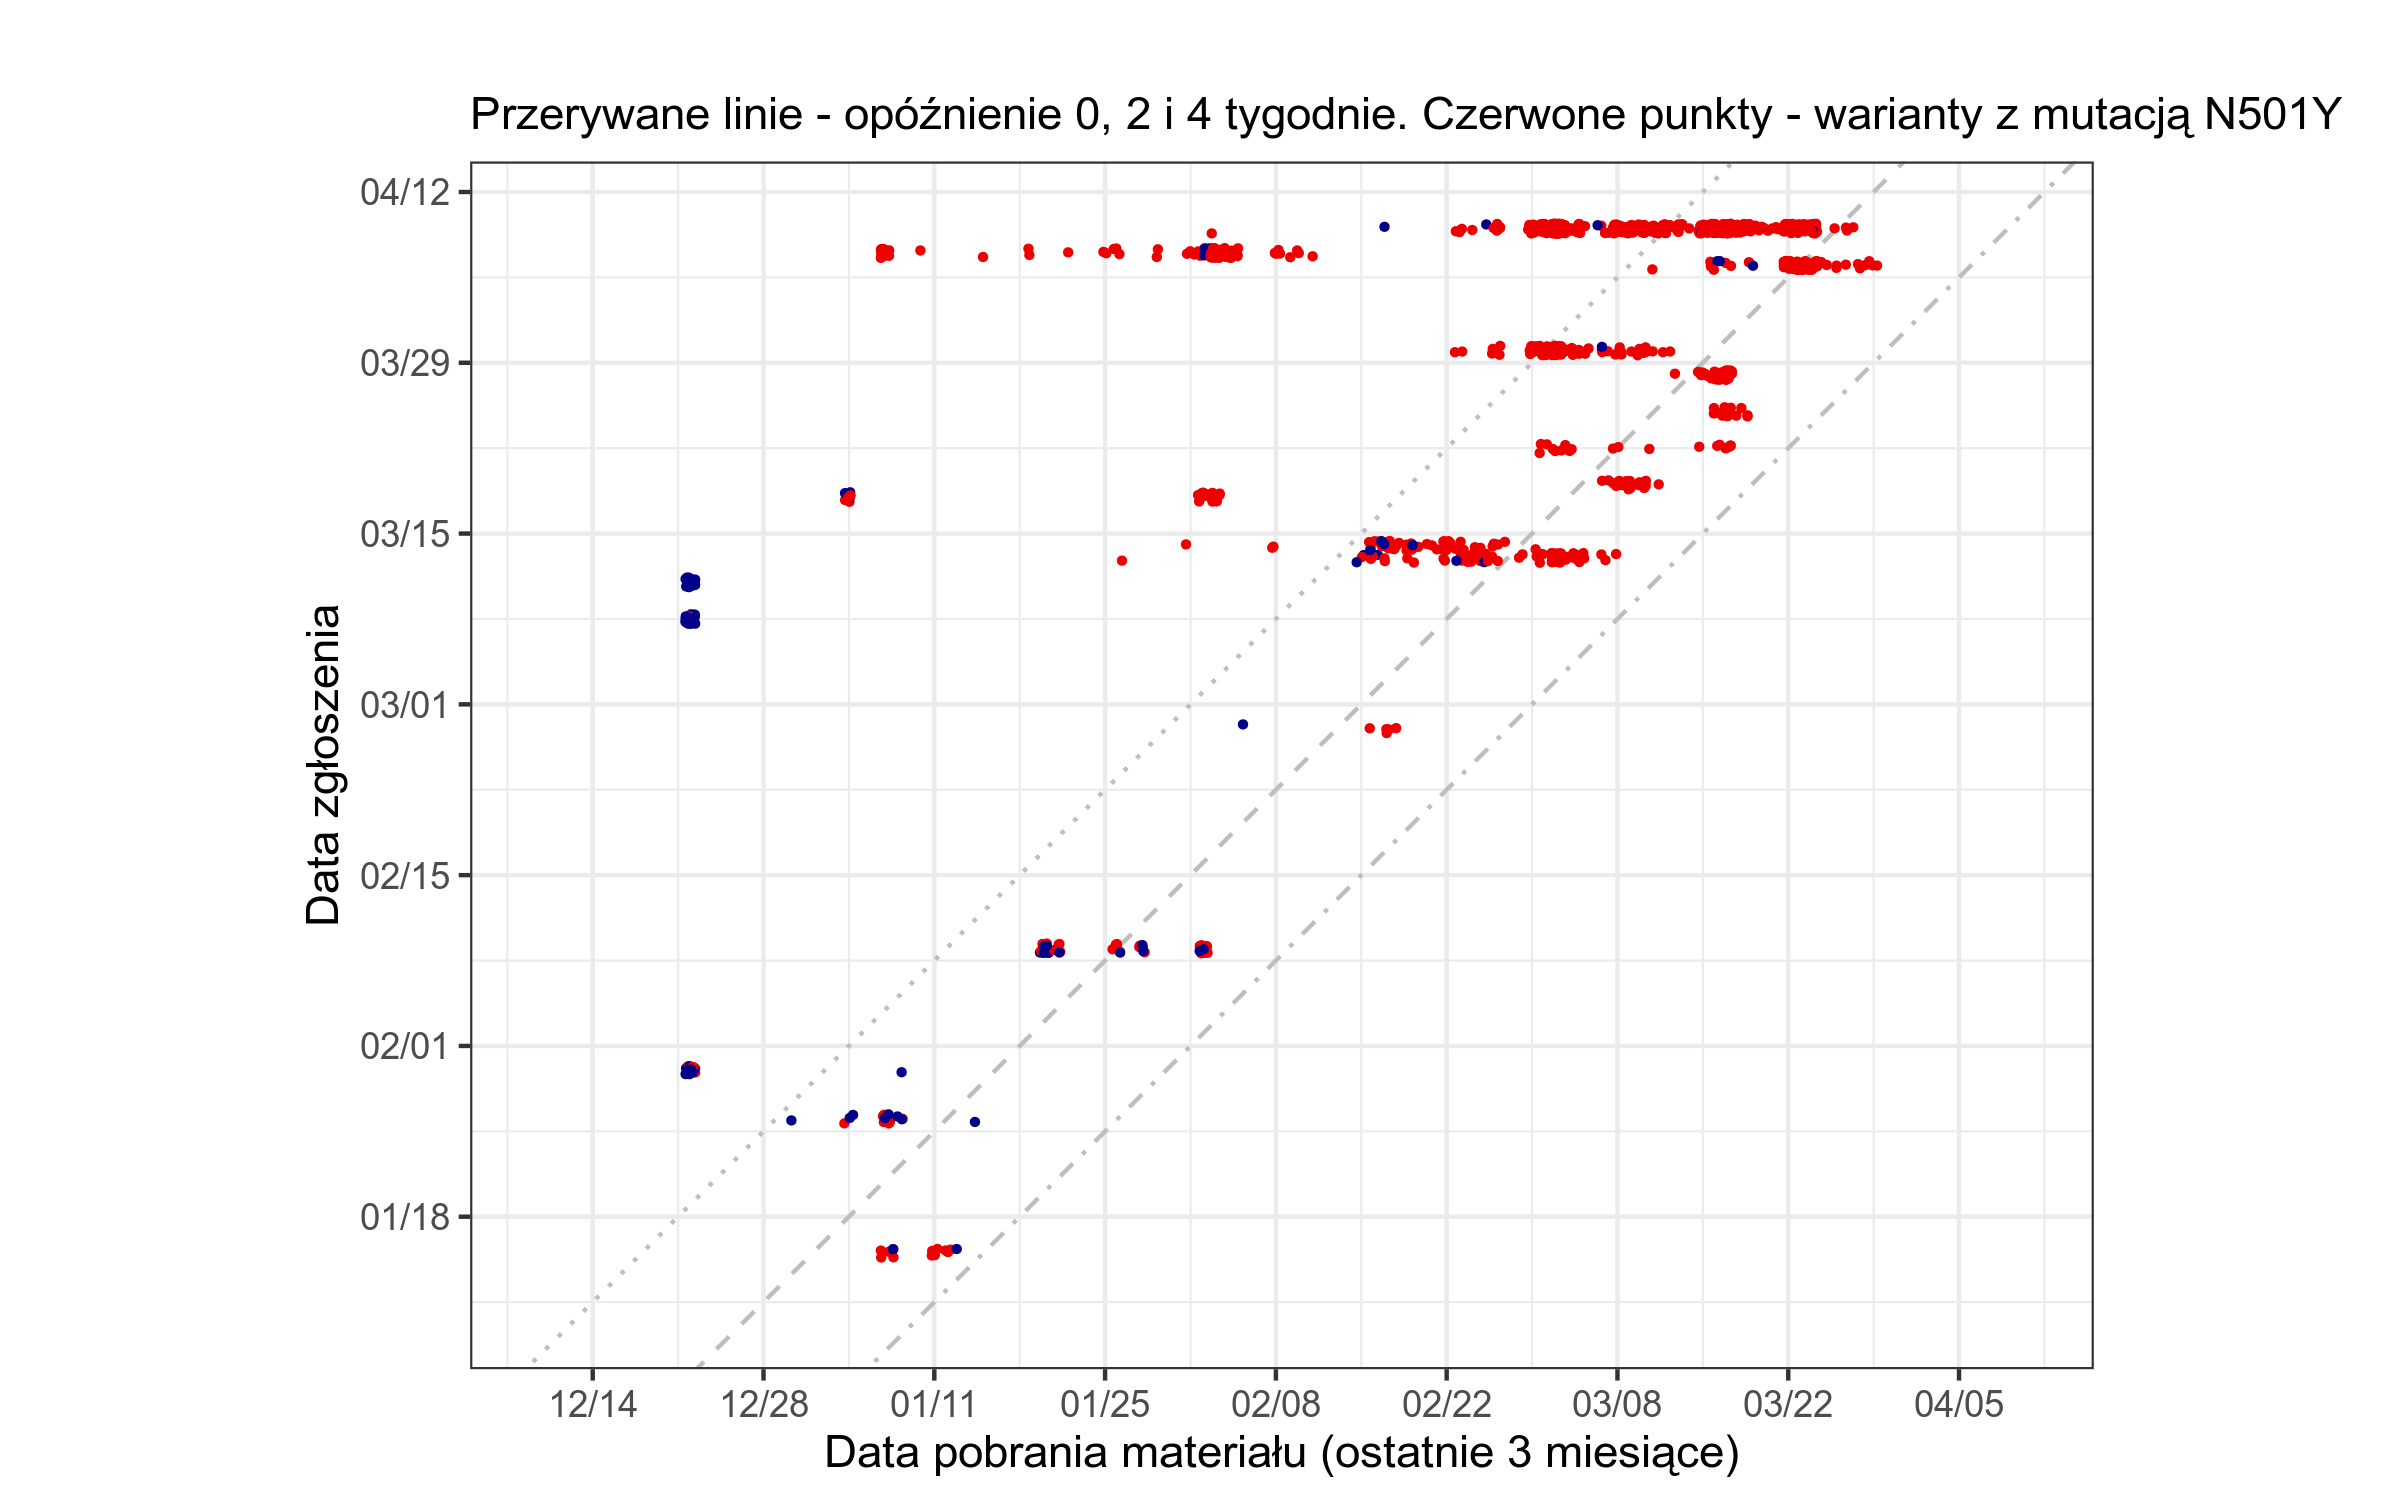 Przerywane linie - opóźnienie 0, 2 i 4 tygodnie. Czerwone punkty - warianty z mutacją N501Y
04/12
03/29
03/15
03/01
02/15
02/01
01/18
Data zgłoszenia
12/14 12/28 01/11 01/25 02/08 02/22 03/08 03/22 04/05
Data pobrania materiału (ostatnie 3 miesiące)